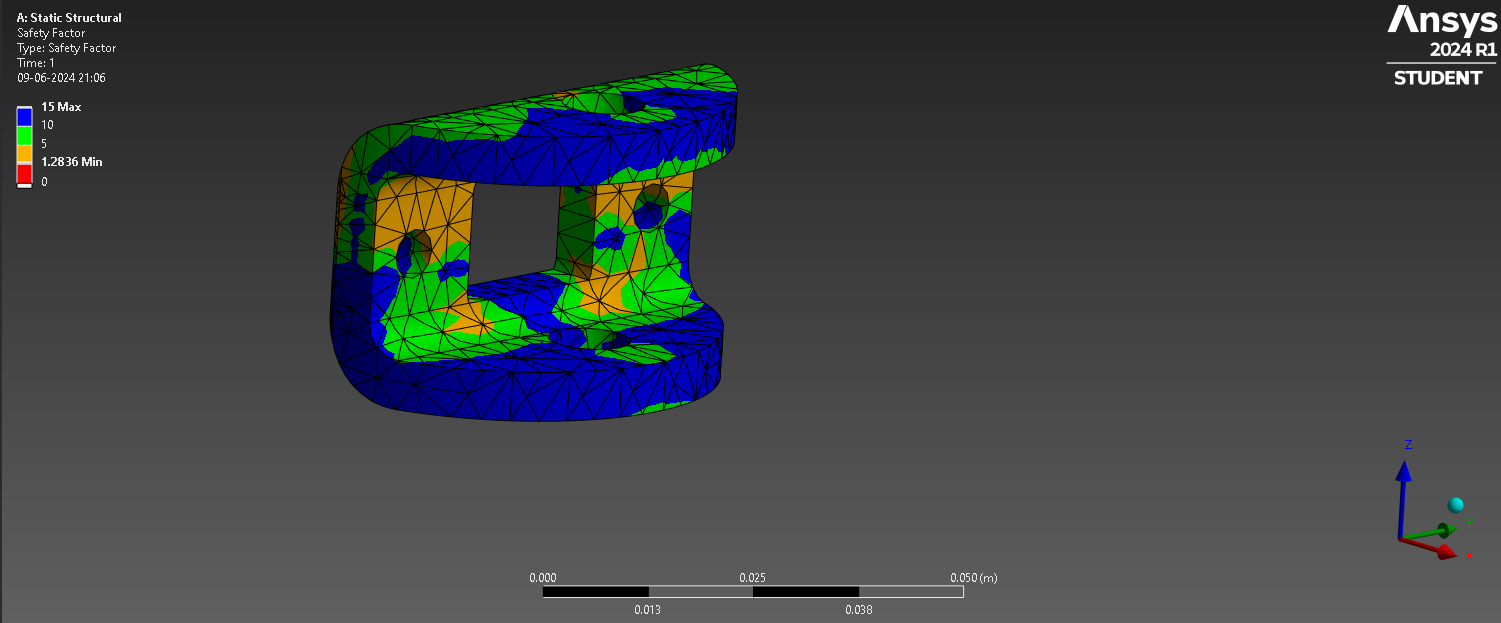 A: Static Structural
Safety Factor
Type: Safety Factor
Time: 1
09-06-2024 21:06
15 Max
10
5
1.2836 Min
0
Ansys
2024 R1
STUDENT
Z
Y
X
0.000
0.025
0.050 (m)
0.013
0.038